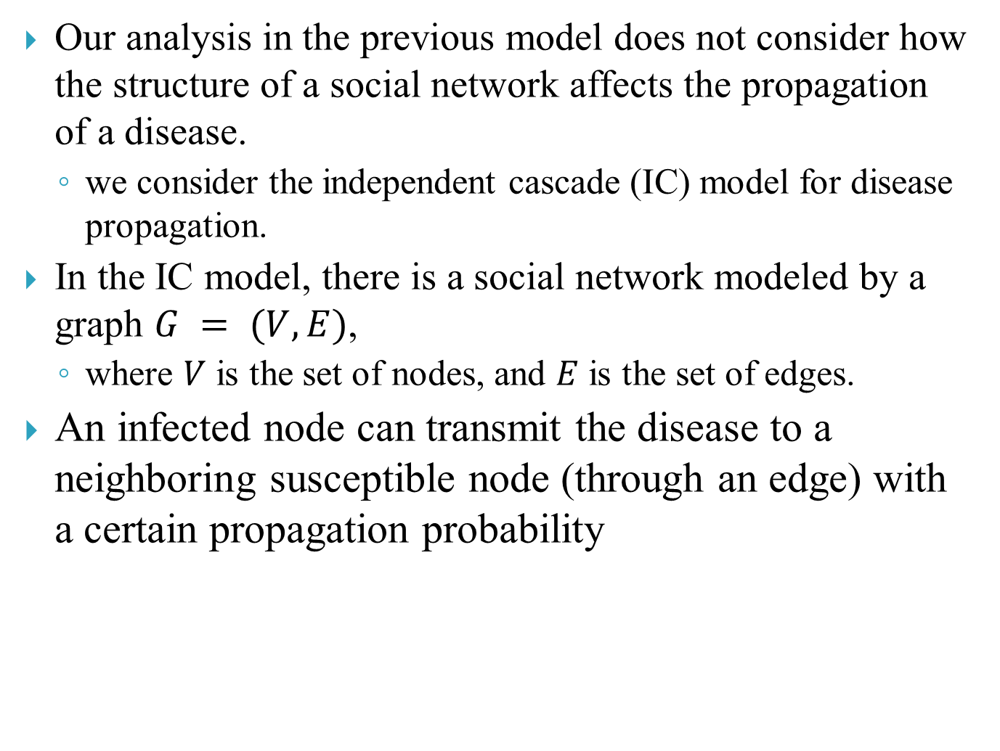 Our analysis in the previous model does not consider how
the structure of a social network affects the propagation
of a disease.
we consider the independent cascade (IC) model for disease
propagation.
In the IC model, there is a social network modeled by a
graph G = (V, E),
where V is the set of nodes, and E is the set of edges.
An infected node can transmit the disease to a
neighboring susceptible node (through an edge) with
a certain propagation probability